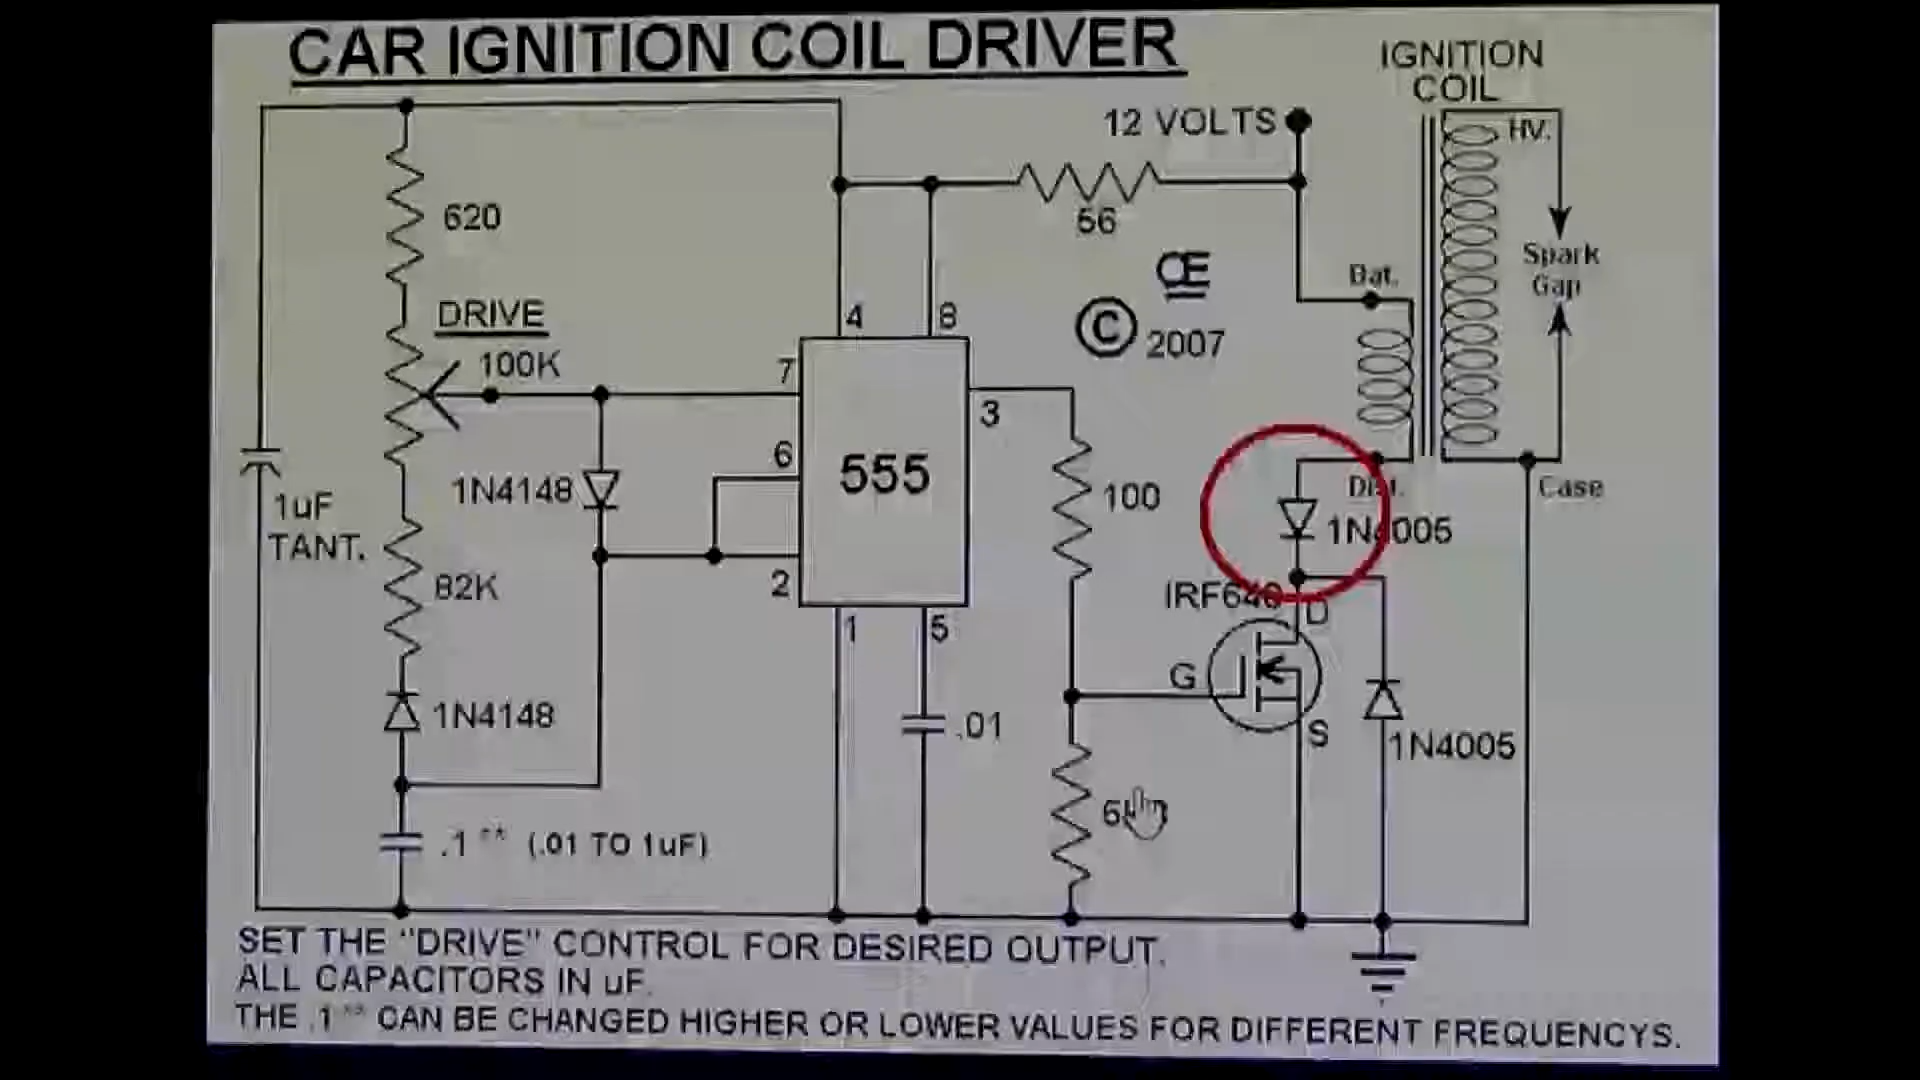 CAR IGNITION COIL DRIVER
IGNITION
COIL
12 VOLTS
HV.
620
56
Spark
Gap
Bat.
CE
© 2007
DRIVE
100K
4
8
7
3
6
555
1N4148
100
Dist.
Case
1uF
TANT.
1N4005
82K
2
IRF640
D
1
5
G
1N4148
.01
S
1N4005
.1 ** (.01 TO 1uF)
SET THE "DRIVE" CONTROL FOR DESIRED OUTPUT.
ALL CAPACITORS IN uF.
THE .1 ** CAN BE CHANGED HIGHER OR LOWER VALUES FOR DIFFERENT FREQUENCYS.